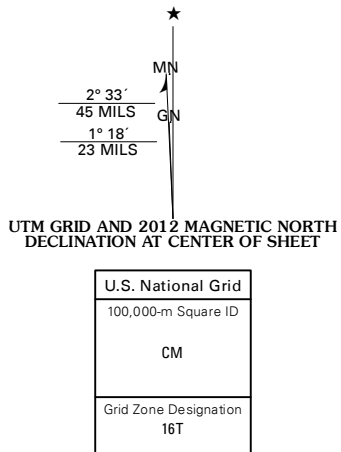 ★
MN
2° 33´
45 MILS
GN
1° 18´
23 MILS
UTM GRID AND 2012 MAGNETIC NORTH
DECLINATION AT CENTER OF SHEET
U.S. National Grid
100,000-m Square ID
CM
Grid Zone Designation
16T